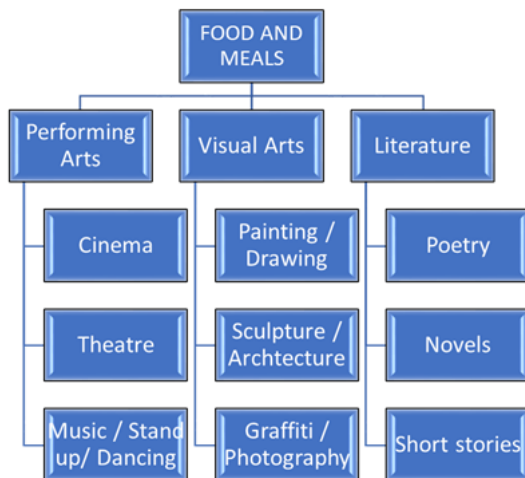 FOOD AND
MEALS
Performing
Arts
Visual Arts
Literature
Cinema
Painting /
Drawing
Poetry
Theatre
Sculpture /
Archtecture
Novels
Music / Stand
up/ Dancing
Graffiti /
Photography
Short stories